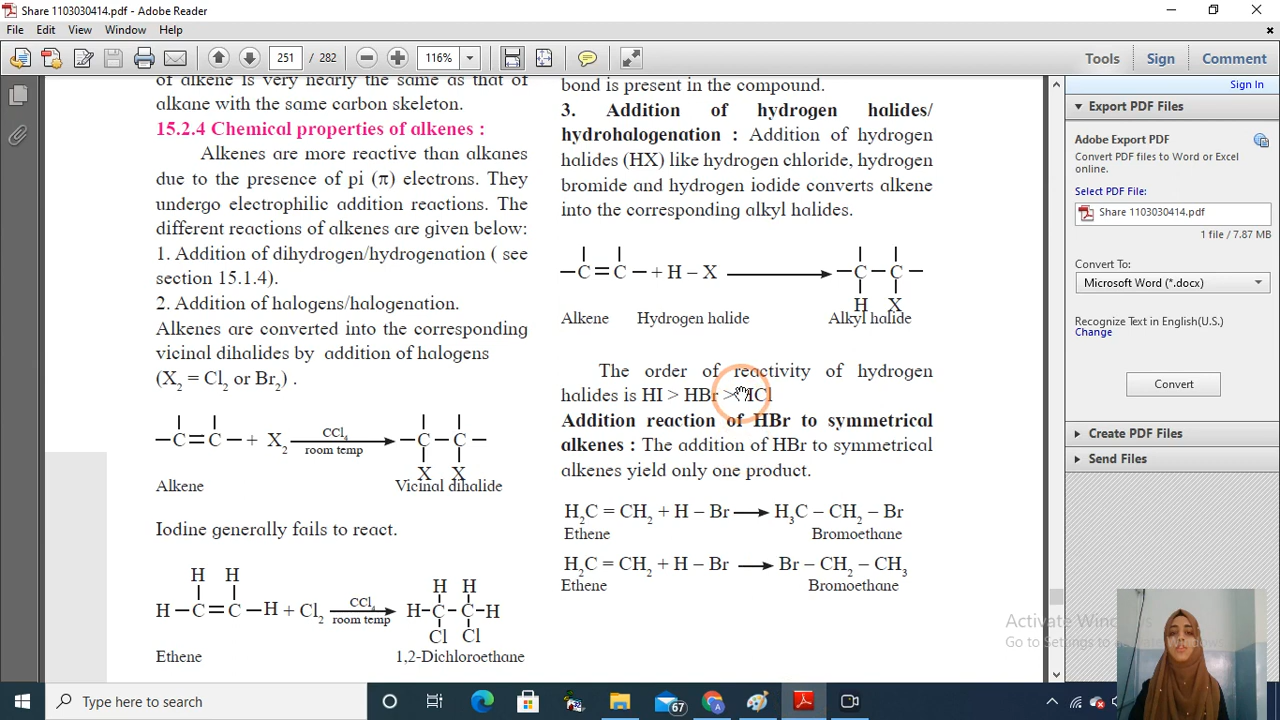 Share 1103030414.pdf - Adobe Reader
File Edit View Window Help
251 / 282 116% Tools Sign Comment
of alkene is very nearly the same as that of
alkane with the same carbon skeleton.
15.2.4 Chemical properties of alkenes :
Alkenes are more reactive than alkanes
due to the presence of pi (π) electrons. They
undergo electrophilic addition reactions. The
different reactions of alkenes are given below:
1. Addition of dihydrogen/hydrogenation ( see
section 15.1.4).
2. Addition of halogens/halogenation.
Alkenes are converted into the corresponding
vicinal dihalides by addition of halogens
(X₂ = Cl₂ or Br₂) .
–C=C– + X₂ –C–C–
CCl₄
room temp
X X
Alkene Vicinal dihalide
Iodine generally fails to react.
H H
H–C=C–H + Cl₂ H–C–C–H
CCl₄
room temp
H H
Cl Cl
Ethene 1,2-Dichloroethane
bond is present in the compound.
3. Addition of hydrogen halides/
hydrohalogenation : Addition of hydrogen
halides (HX) like hydrogen chloride, hydrogen
bromide and hydrogen iodide converts alkene
into the corresponding alkyl halides.
–C=C– + H – X –C–C–
H X
Alkene Hydrogen halide Alkyl halide
The order of reactivity of hydrogen
halides is HI > HBr > HCl
Addition reaction of HBr to symmetrical
alkenes : The addition of HBr to symmetrical
alkenes yield only one product.
H₂C = CH₂ + H – Br ⟶ H₃C – CH₂ – Br
Ethene Bromoethane
H₂C = CH₂ + H – Br ⟶ Br – CH₂ – CH₃
Ethene Bromoethane
Sign In
Export PDF Files
Adobe Export PDF
Convert PDF files to Word or Excel
online.
Select PDF File:
Share 1103030414.pdf
1 file / 7.87 MB
Convert To:
Microsoft Word (*.docx)
Recognize Text in English(U.S.)
Change
Convert
Create PDF Files
Send Files
Activate Windows
Go to Settings to
Type here to search
67